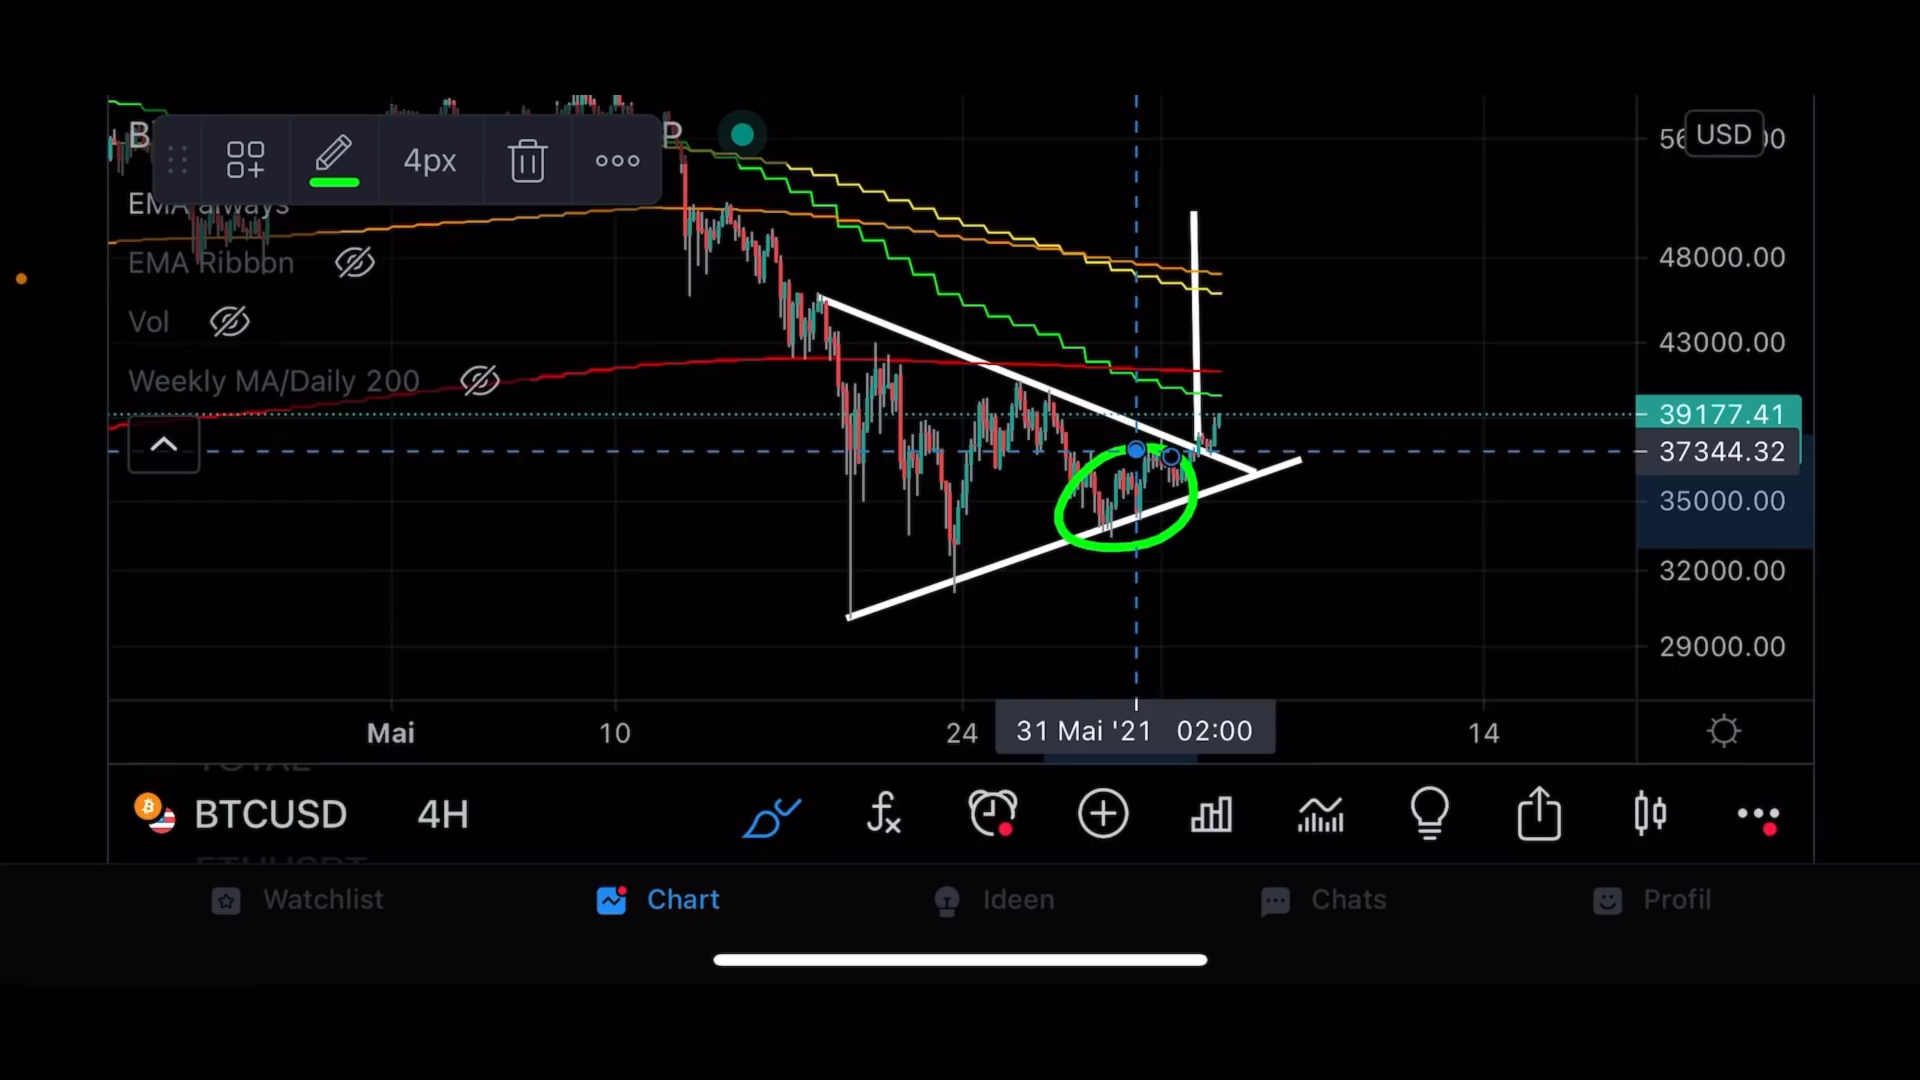 4px
EMA always
EMA Ribbon
Vol
Weekly MA/Daily 200
USD
48000.00
43000.00
39177.41
37344.32
35000.00
32000.00
29000.00
Mai 10 24 31 Mai '21 02:00 14
BTCUSD 4H
Watchlist Chart Ideen Chats Profil